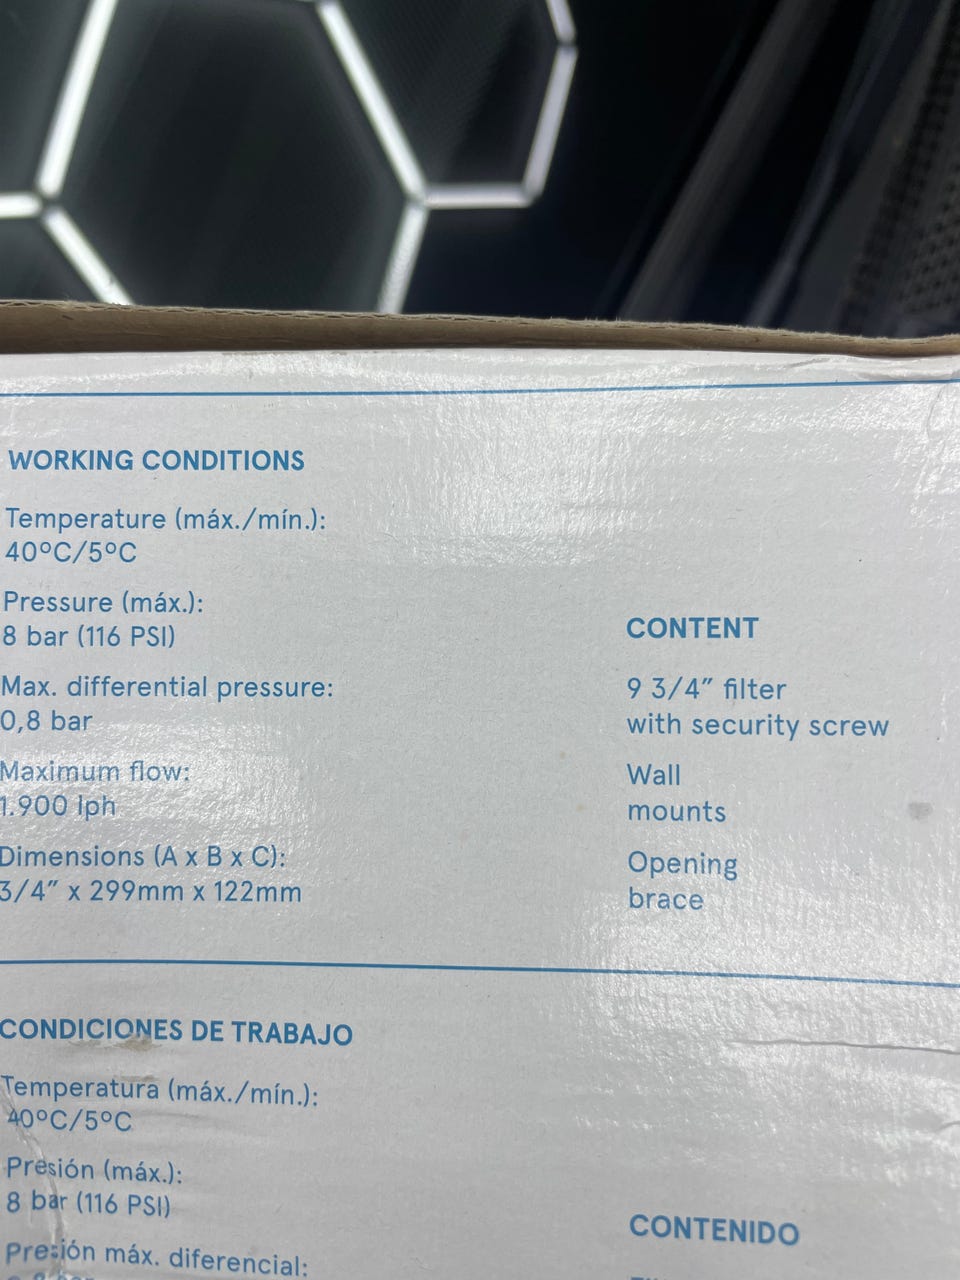 WORKING CONDITIONS
Temperature (máx./mín.):
40ºC/5ºC
Pressure (máx.):
8 bar (116 PSI)
Max. differential pressure:
0,8 bar
Maximum flow:
1.900 lph
Dimensions (A x B x C):
3/4” x 299mm x 122mm
CONTENT
9 3/4” filter
with security screw
Wall
mounts
Opening
brace
CONDICIONES DE TRABAJO
Temperatura (máx./mín.):
40ºC/5ºC
Presión (máx.):
8 bar (116 PSI)
Presión máx. diferencial:
CONTENIDO